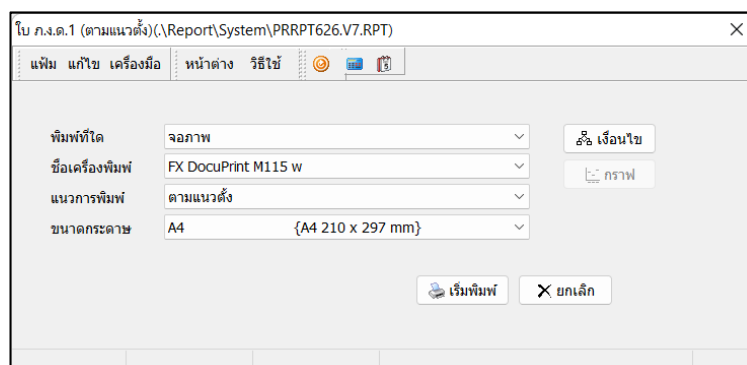 ใบ ภ.ง.ด.1 (ตามแนวตั้ง)(.\Report\System\PRRPT626.V7.RPT)
แฟ้ม แก้ไข เครื่องมือ หน้าต่าง วิธีใช้
พิมพ์ที่ใด จอภาพ เงื่อนไข
ชื่อเครื่องพิมพ์ FX DocuPrint M115 w กราฟ
แนวการพิมพ์ ตามแนวตั้ง
ขนาดกระดาษ A4 {A4 210 x 297 mm}
เริ่มพิมพ์ ยกเลิก